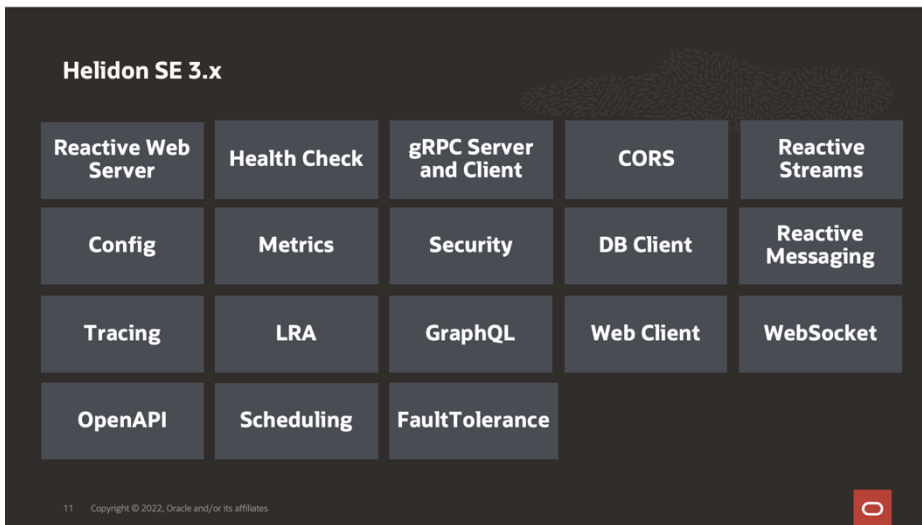 Helidon SE 3.x
Reactive Web
Server
Health Check
gRPC Server
and Client
CORS
Reactive
Streams
Config
Metrics
Security
DB Client
Reactive
Messaging
Tracing
LRA
GraphQL
Web Client
WebSocket
OpenAPI
Scheduling
FaultTolerance
11 Copyright © 2022, Oracle and/or its affiliates